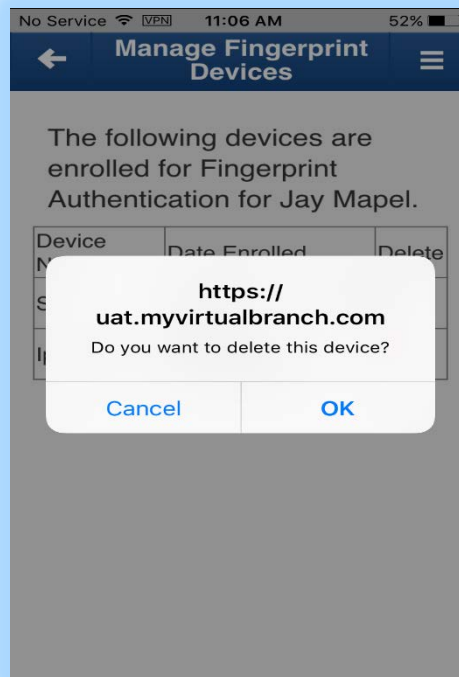 No Service VPN 11:06 AM 52%
Manage Fingerprint
Devices
The following devices are
enrolled for Fingerprint
Authentication for Jay Mapel.
Device
Date Enrolled
Delete
https://
uat.myvirtualbranch.com
Do you want to delete this device?
Cancel
OK